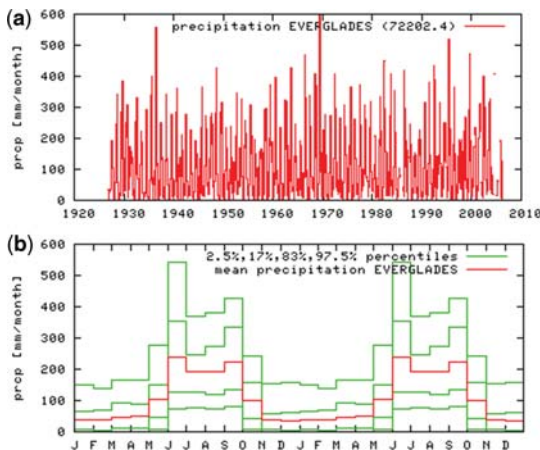 (a)
600
500
400
300
200
100
0
prcp [mm/month]
precipitation EVERGLADES (72202.4)
1920 1930 1940 1950 1960 1970 1980 1990 2000 2010
(b)
600
500
400
300
200
100
0
prcp [mm/month]
2.5%,17%,83%,97.5% percentiles
mean precipitation EVERGLADES
J F M A M J J A S O N D J F M A M J J A S O N D